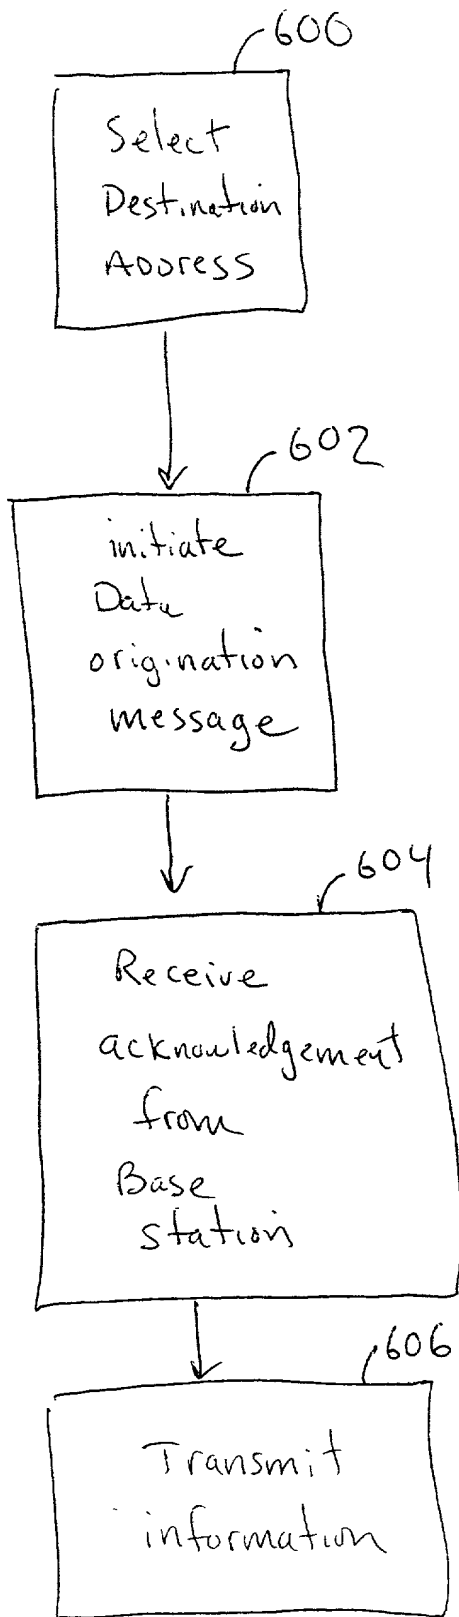 600
Select
Destination
Address
602
initiate
Data
origination
message
604
Receive
acknowledgement
from
Base
station
606
Transmit
information